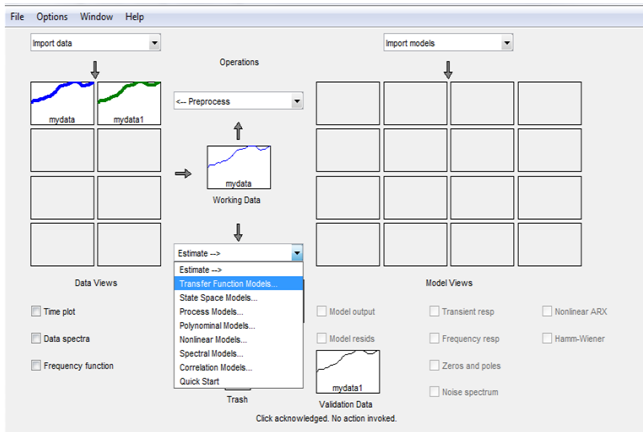 File Options Window Help
Import data
Import models
Operations
<-- Preprocess
mydata mydata1
mydata
Working Data
Estimate -->
Estimate -->
Transfer Function Models...
State Space Models...
Process Models...
Polynomial Models...
Nonlinear Models...
Spectral Models...
Correlation Models...
Quick Start
Data Views
Time plot
Data spectra
Frequency function
Model Views
Model output Transient resp Nonlinear ARX
Model resids Frequency resp Hamm-Wiener
Zeros and poles
Noise spectrum
mydata1
Trash
Validation Data
Click acknowledged. No action invoked.